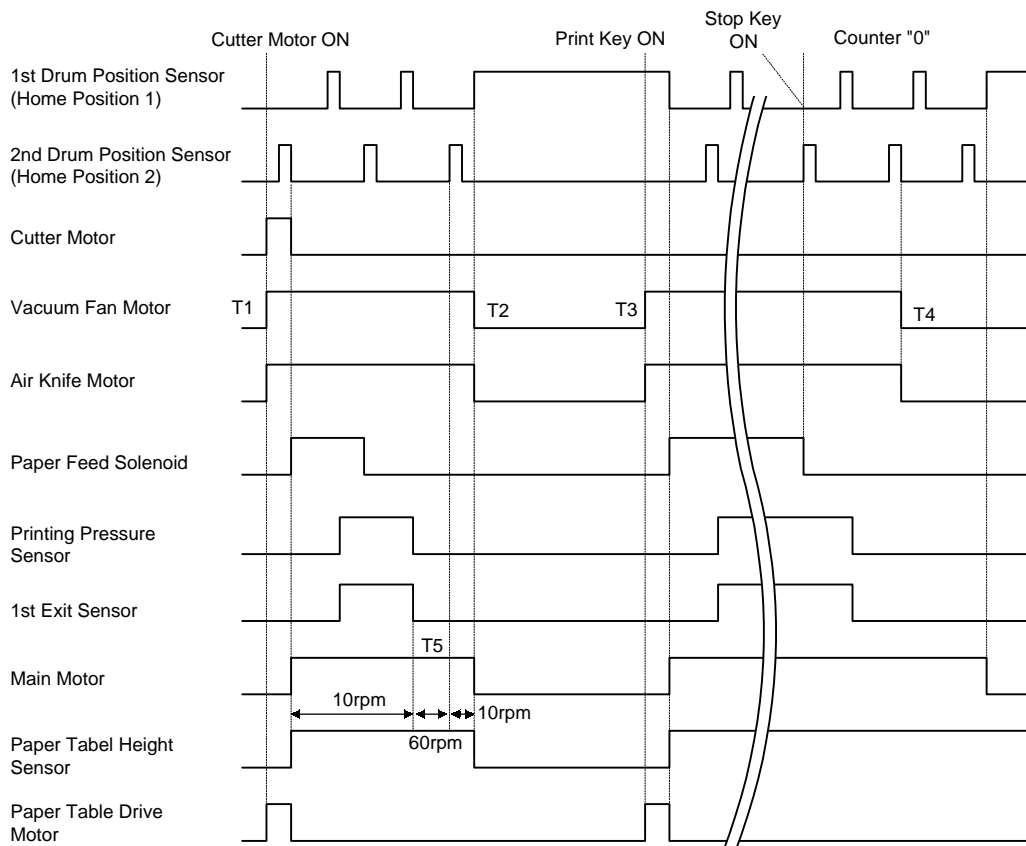 Stop Key
ON
Cutter Motor ON
Print Key ON
Counter "0"
1st Drum Position Sensor
(Home Position 1)
2nd Drum Position Sensor
(Home Position 2)
Cutter Motor
Vacuum Fan Motor
T1
T2
T3
T4
Air Knife Motor
Paper Feed Solenoid
Printing Pressure
Sensor
1st Exit Sensor
T5
Main Motor
10rpm
10rpm
60rpm
Paper Tabel Height
Sensor
Paper Table Drive
Motor